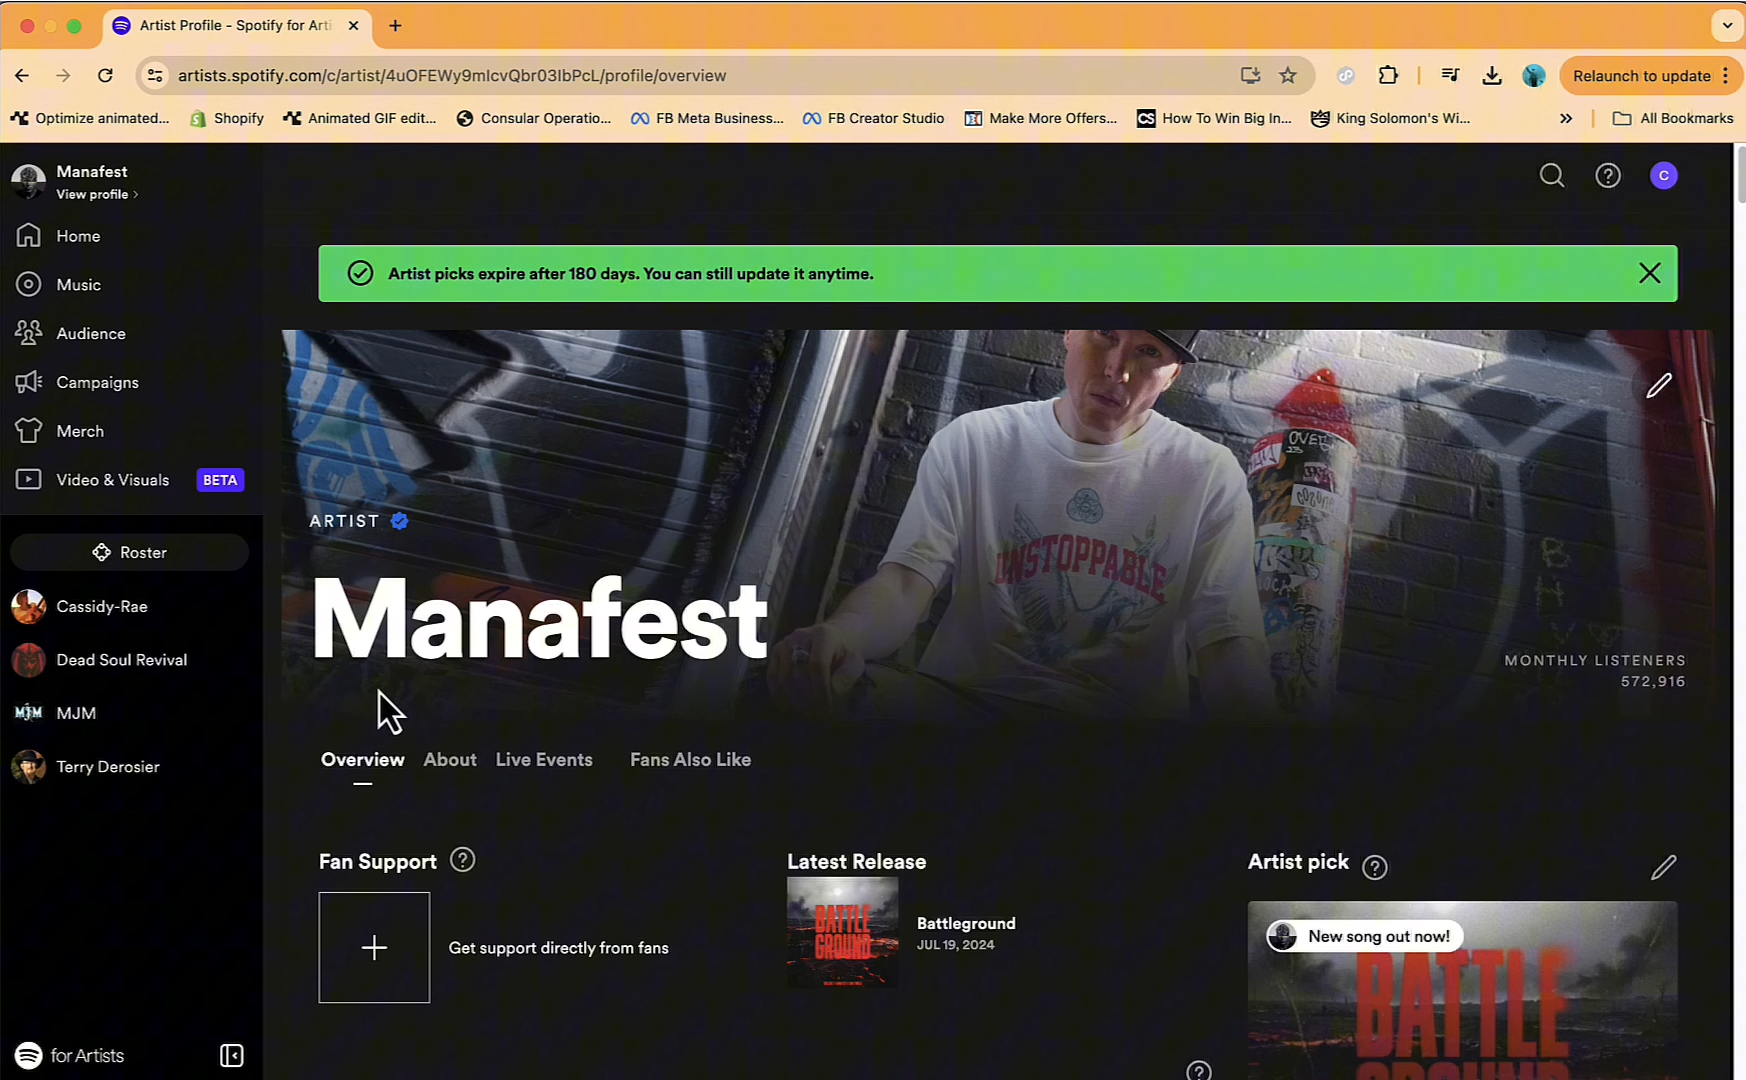 Artist Profile - Spotify for Arti
artists.spotify.com/c/artist/4uOFEWy9mIcvQbr03IbPcL/profile/overview
Relaunch to update
Optimize animated...
Shopify
Animated GIF edit...
Consular Operatio...
FB Meta Business...
FB Creator Studio
Make More Offers...
CS
How To Win Big In...
King Solomon's Wi...
All Bookmarks
Manafest
View profile
C
Home
Artist picks expire after 180 days. You can still update it anytime.
Music
Audience
Campaigns
Merch
Video & Visuals
BETA
OVER
ARTIST
UNSTOPPABLE
Roster
Manafest
Cassidy-Rae
Dead Soul Revival
MONTHLY LISTENERS
572,916
MJM
MJM
Terry Derosier
Overview
About
Live Events
Fans Also Like
Fan Support
Latest Release
Artist pick
BATTLE
GROUND
Battleground
JUL 19, 2024
New song out now!
Get support directly from fans
BATTLE
GROUND
for Artists